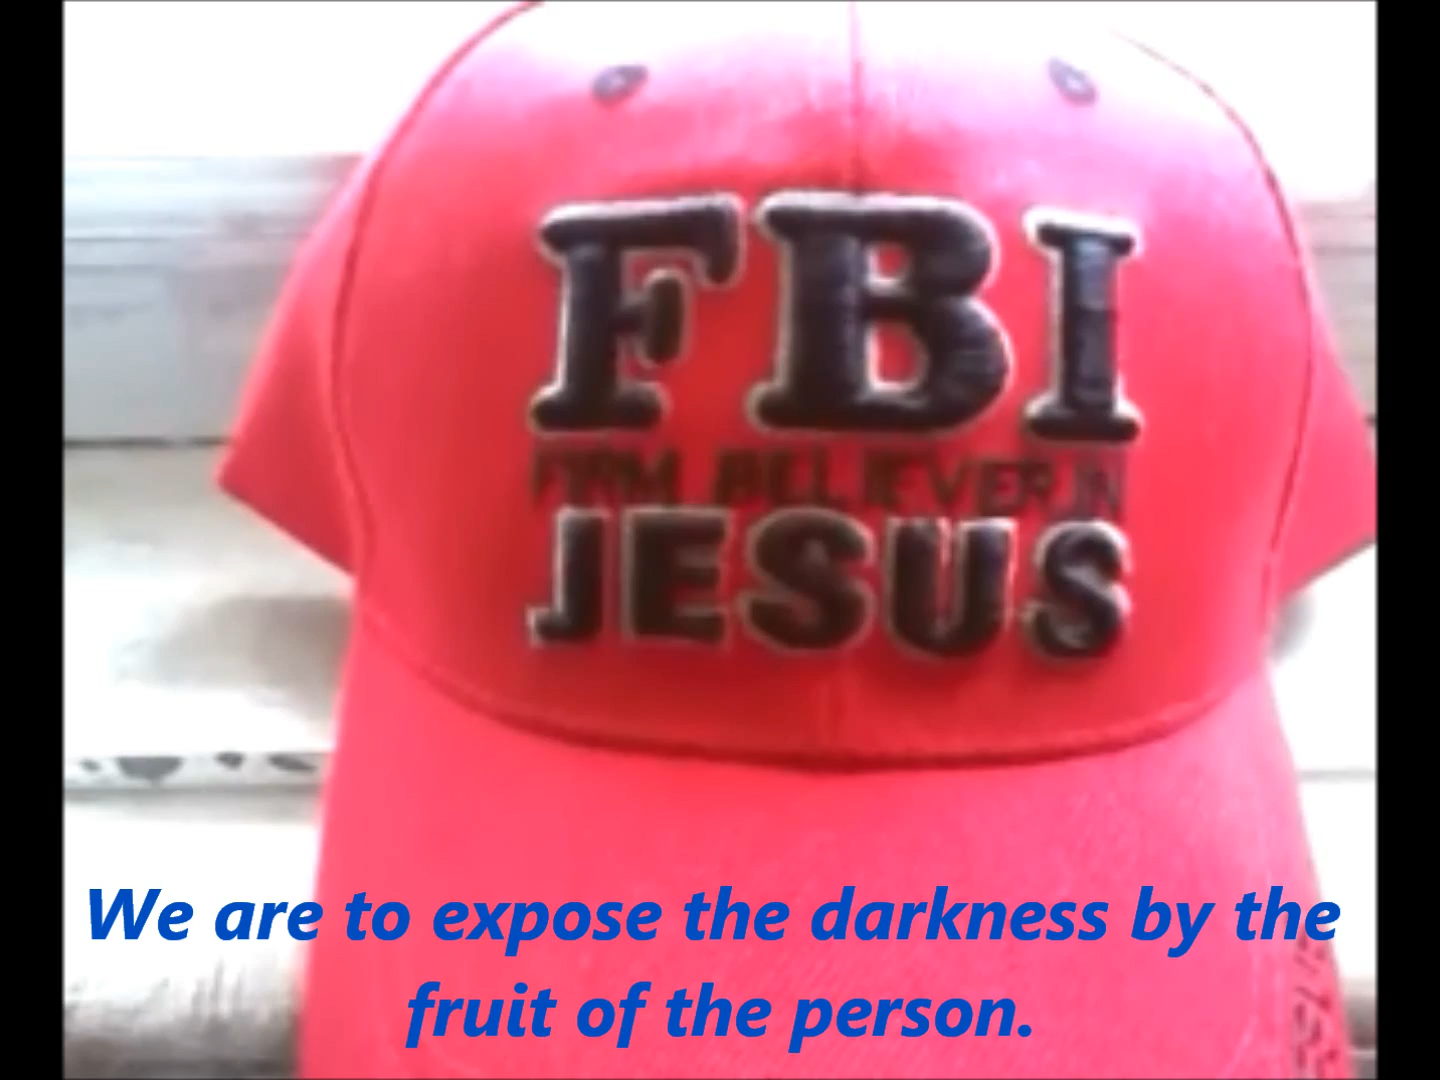 FBI
FIRM BELIEVER IN
JESUS
We are to expose the darkness by the
fruit of the person.